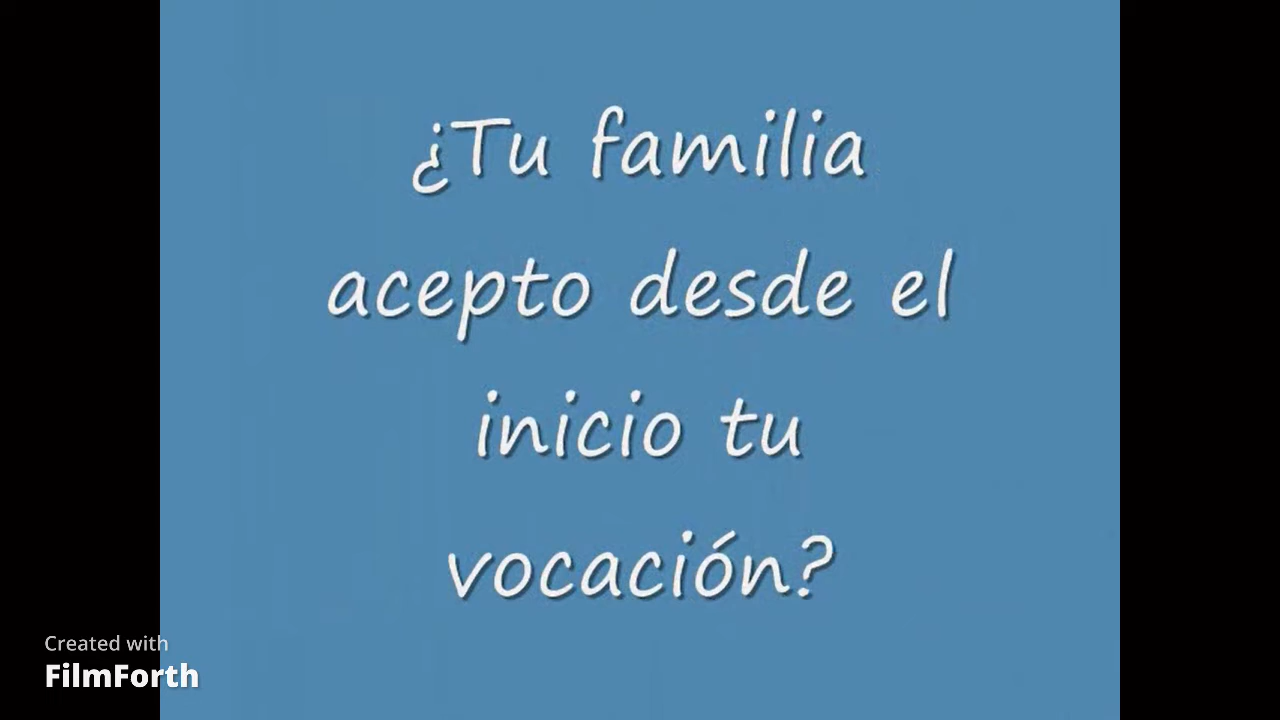 ¿Tu familia
acepto desde el
inicio tu
vocación?
Created with
FilmForth